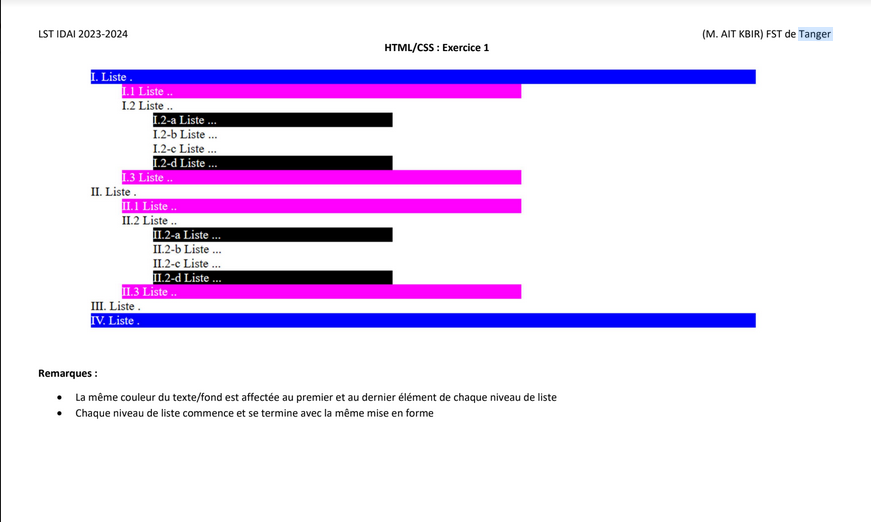 LST IDAI 2023-2024 (M. AIT KBIR) FST de Tanger
HTML/CSS : Exercice 1
I. Liste .
I.1 Liste ..
I.2 Liste ..
I.2-a Liste ...
I.2-b Liste ...
I.2-c Liste ...
I.2-d Liste ...
I.3 Liste ..
II. Liste .
II.1 Liste ..
II.2 Liste ..
II.2-a Liste ...
II.2-b Liste ...
II.2-c Liste ...
II.2-d Liste ...
II.3 Liste ..
III. Liste .
IV. Liste .
Remarques :
• La même couleur du texte/fond est affectée au premier et au dernier élément de chaque niveau de liste
• Chaque niveau de liste commence et se termine avec la même mise en forme